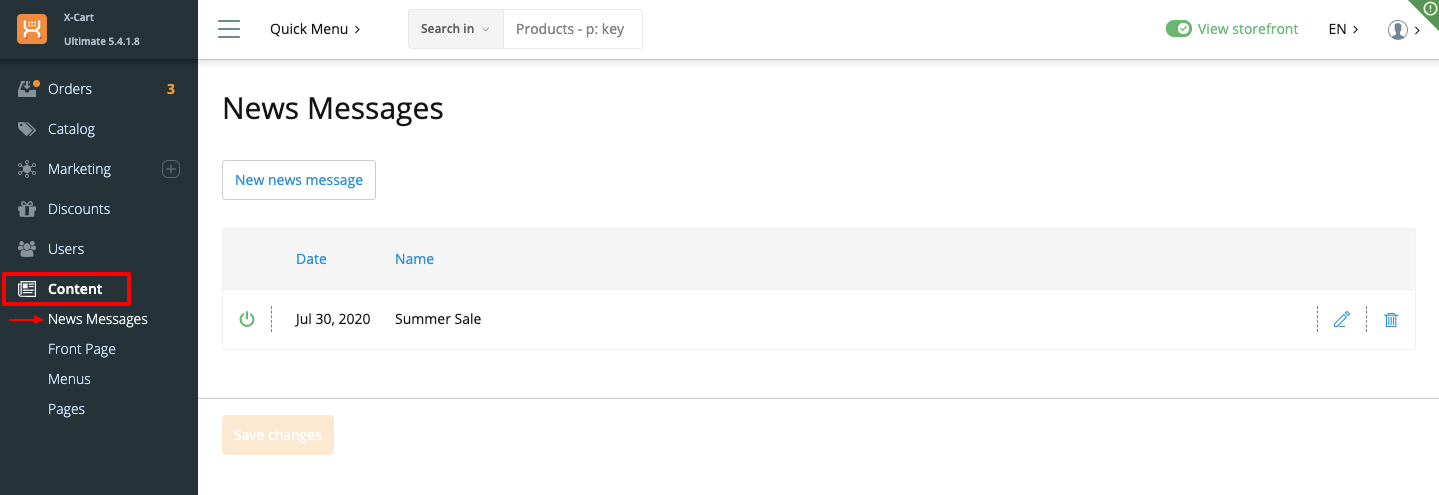 X-Cart
Ultimate 5.4.1.8
Quick Menu
Search in
Products - p: key
View storefront
EN
Orders 3
Catalog
Marketing
Discounts
Users
Content
News Messages
Front Page
Menus
Pages
News Messages
New news message
Date Name
Jul 30, 2020 Summer Sale
Save changes